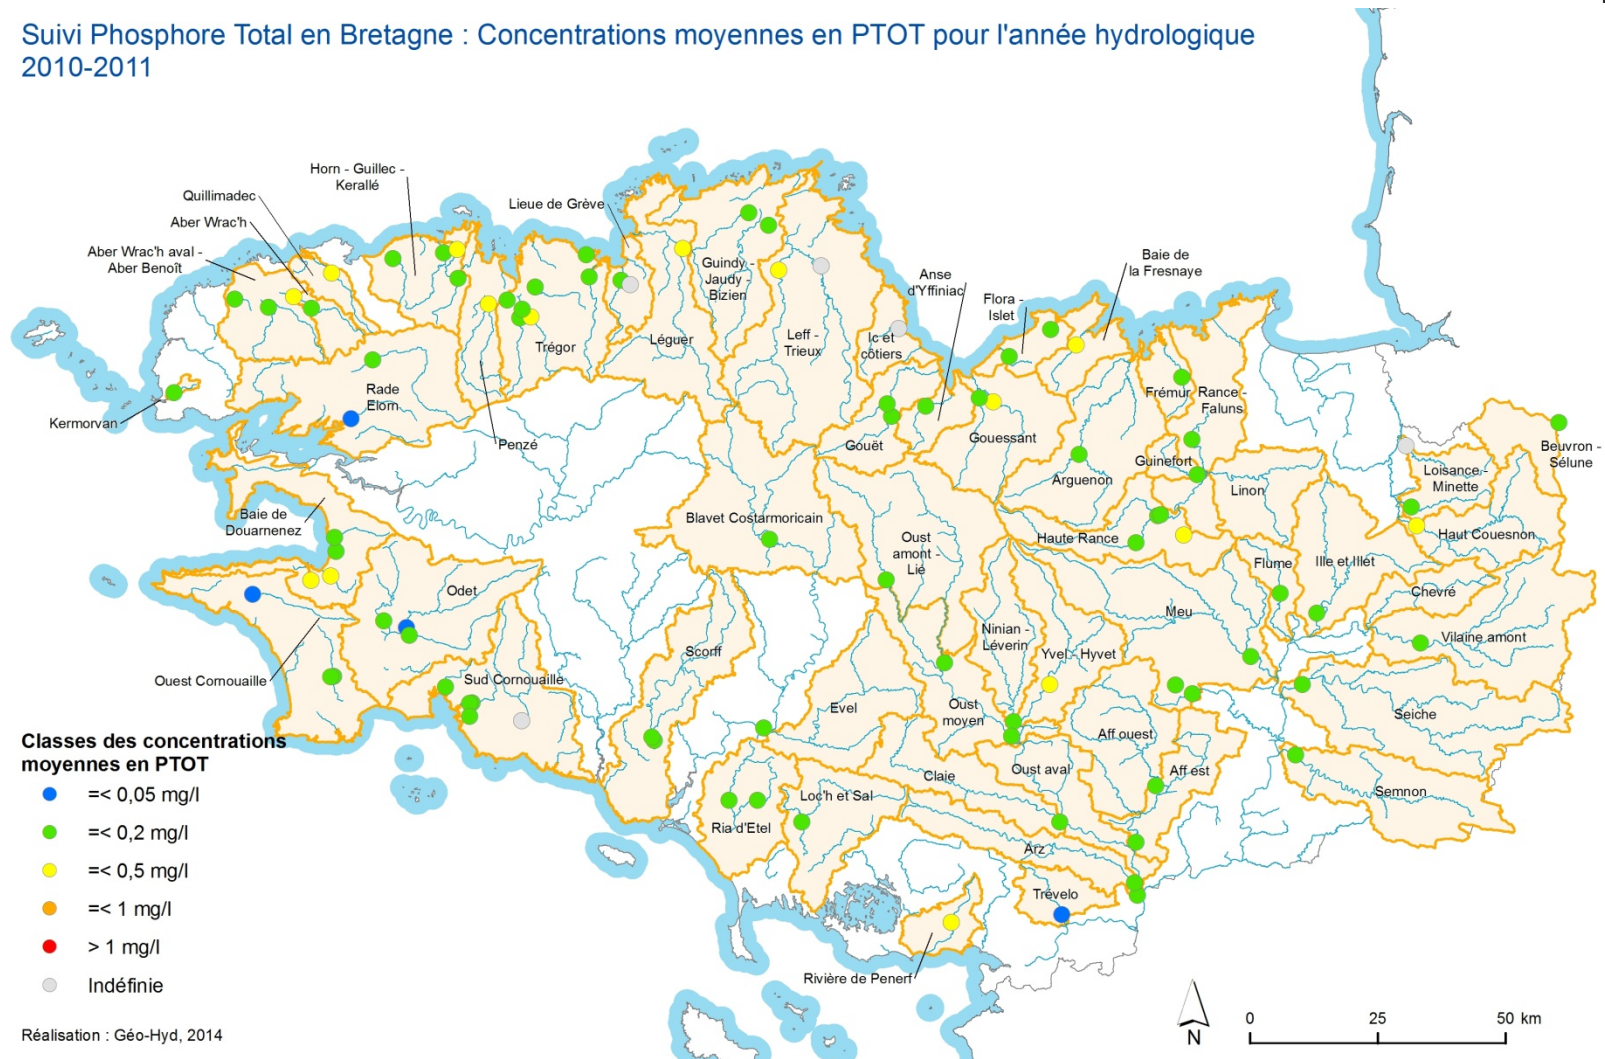 Suivi Phosphore Total en Bretagne : Concentrations moyennes en PTOT pour l'année hydrologique
2010-2011
Horn - Guillec -
Kerallé
Quillimadec
Lieue de Grève
Aber Wrac'h
Aber Wrac'h aval -
Aber Benoît
Baie de
la Fresnaye
Guindy -
Jaudy -
Bizien
Anse
d'Yffiniac
Flora -
Islet
Léguer
Trégor
Leff -
Trieux
Ic et
côtiers
Rade
Elorn
Frémur
Rance -
Faluns
Kermorvan
Penzé
Gouët
Gouessant
Guinefort
Arguenon
Beuvron -
Sélune
Loisance -
Minette
Linon
Baie de
Douarnenez
Blavet Costarmoricain
Oust
amont -
Lié
Haute Rance
Haut Couesnon
Flume
Ille et Illet
Odet
Chevré
Meu
Ninian -
Léverin
Vilaine amont
Scorff
Yvel - Hyvet
Ouest Cornouaille
Sud Cornouaille
Evel
Oust
moyen
Seiche
Aff ouest
Claie
Oust aval
Aff est
Loc'h et Sal
Semnon
Ria d'Etel
Arz
Trévelo
Rivière de Penerf
Classes des concentrations
moyennes en PTOT
=< 0,05 mg/l
=< 0,2 mg/l
=< 0,5 mg/l
=< 1 mg/l
> 1 mg/l
Indéfinie
Réalisation : Géo-Hyd, 2014
N
0 25 50 km